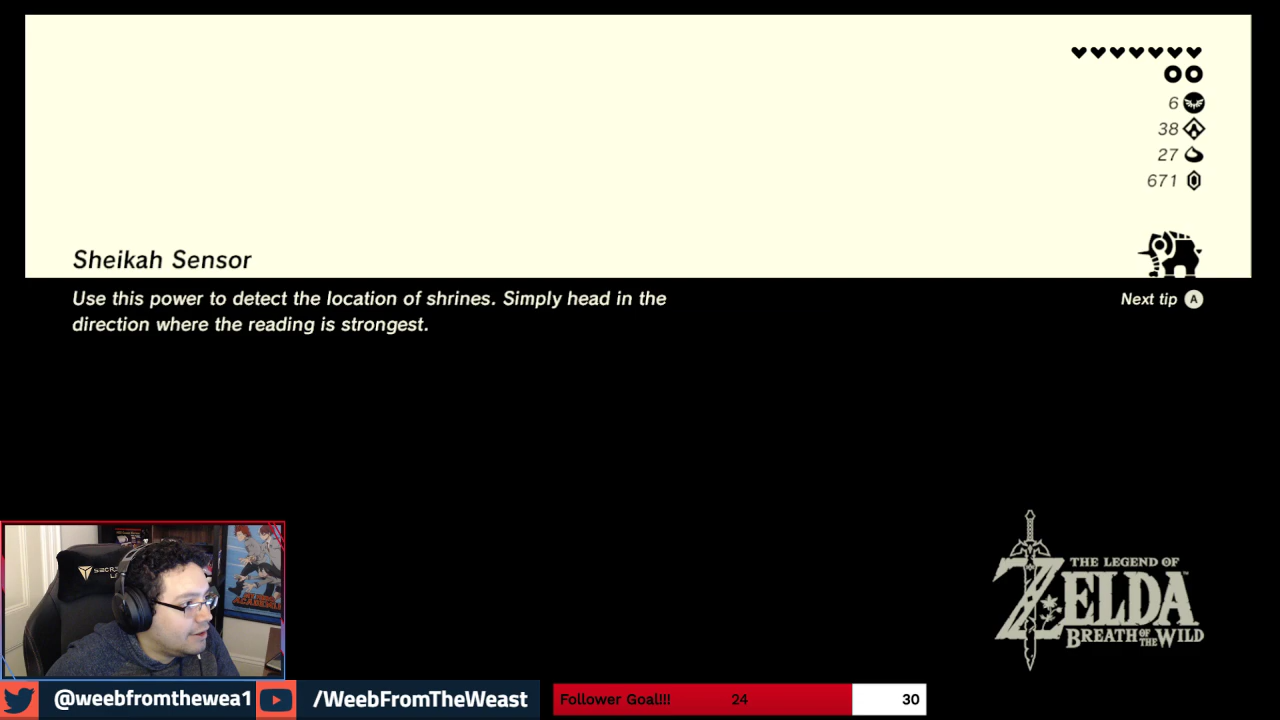 6
38
27
671
Sheikah Sensor
Use this power to detect the location of shrines. Simply head in the
direction where the reading is strongest.
Next tip A
THE LEGEND OF
ZELDA
BREATH OF THE WILD
@weebfromthewea1
/WeebFromTheWeast
Follower Goal!!! 24 30